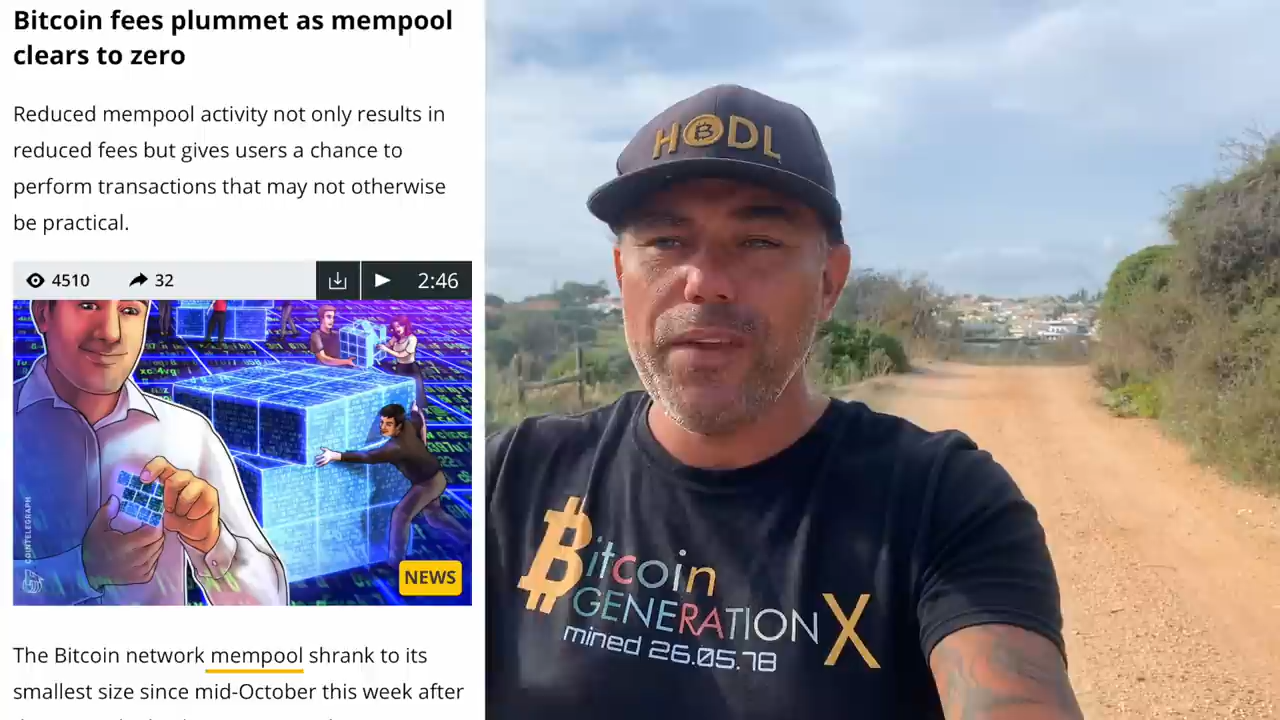 Bitcoin fees plummet as mempool
clears to zero
Reduced mempool activity not only results in
reduced fees but gives users a chance to
perform transactions that may not otherwise
be practical.
4510
32
2:46
COINTELEGRAPH
NEWS
The Bitcoin network mempool shrank to its
smallest size since mid-October this week after
HODL
Bitcoin
GENERATION X
mined 26.05.78